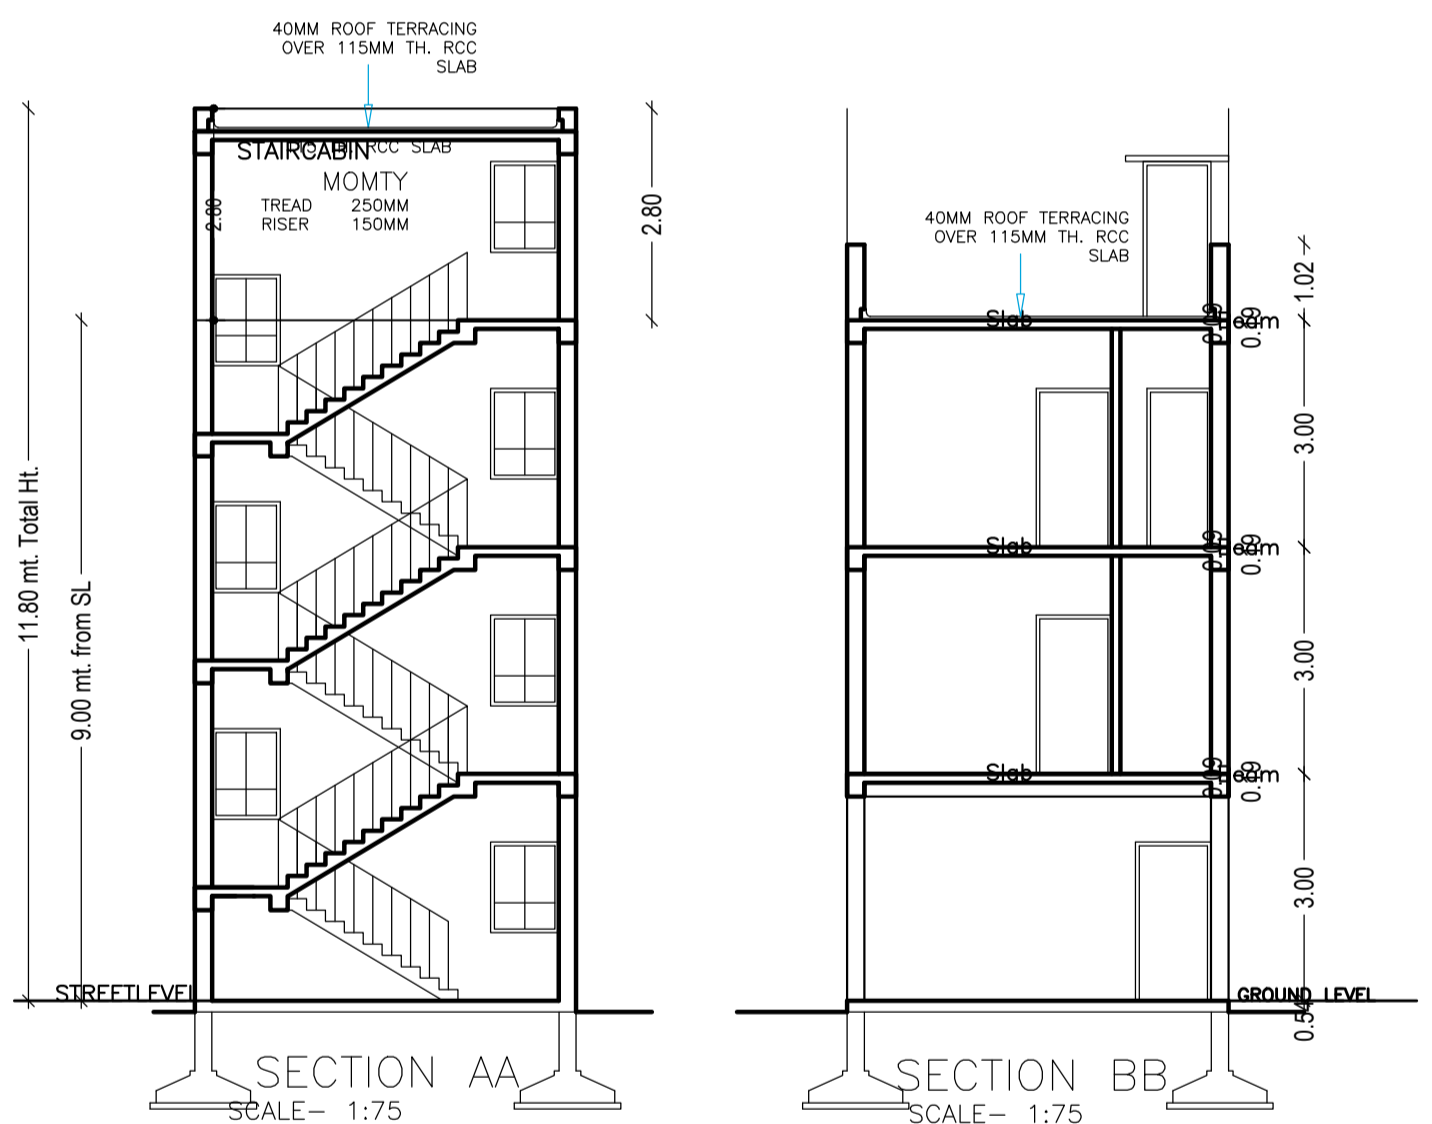 40MM ROOF TERRACING
OVER 115MM TH. RCC
SLAB
STAIRCABIN
RCC SLAB
MOMTY
TREAD 250MM
RISER 150MM
2.80
2.80
11.80 mt. Total Ht.
9.00 mt. from SL
STREETLEVEL
SECTION AA
SCALE- 1:75
40MM ROOF TERRACING
OVER 115MM TH. RCC
SLAB
1.02
Slab
3.00
Slab
3.00
Slab
3.00
GROUND LEVEL
SECTION BB
SCALE- 1:75